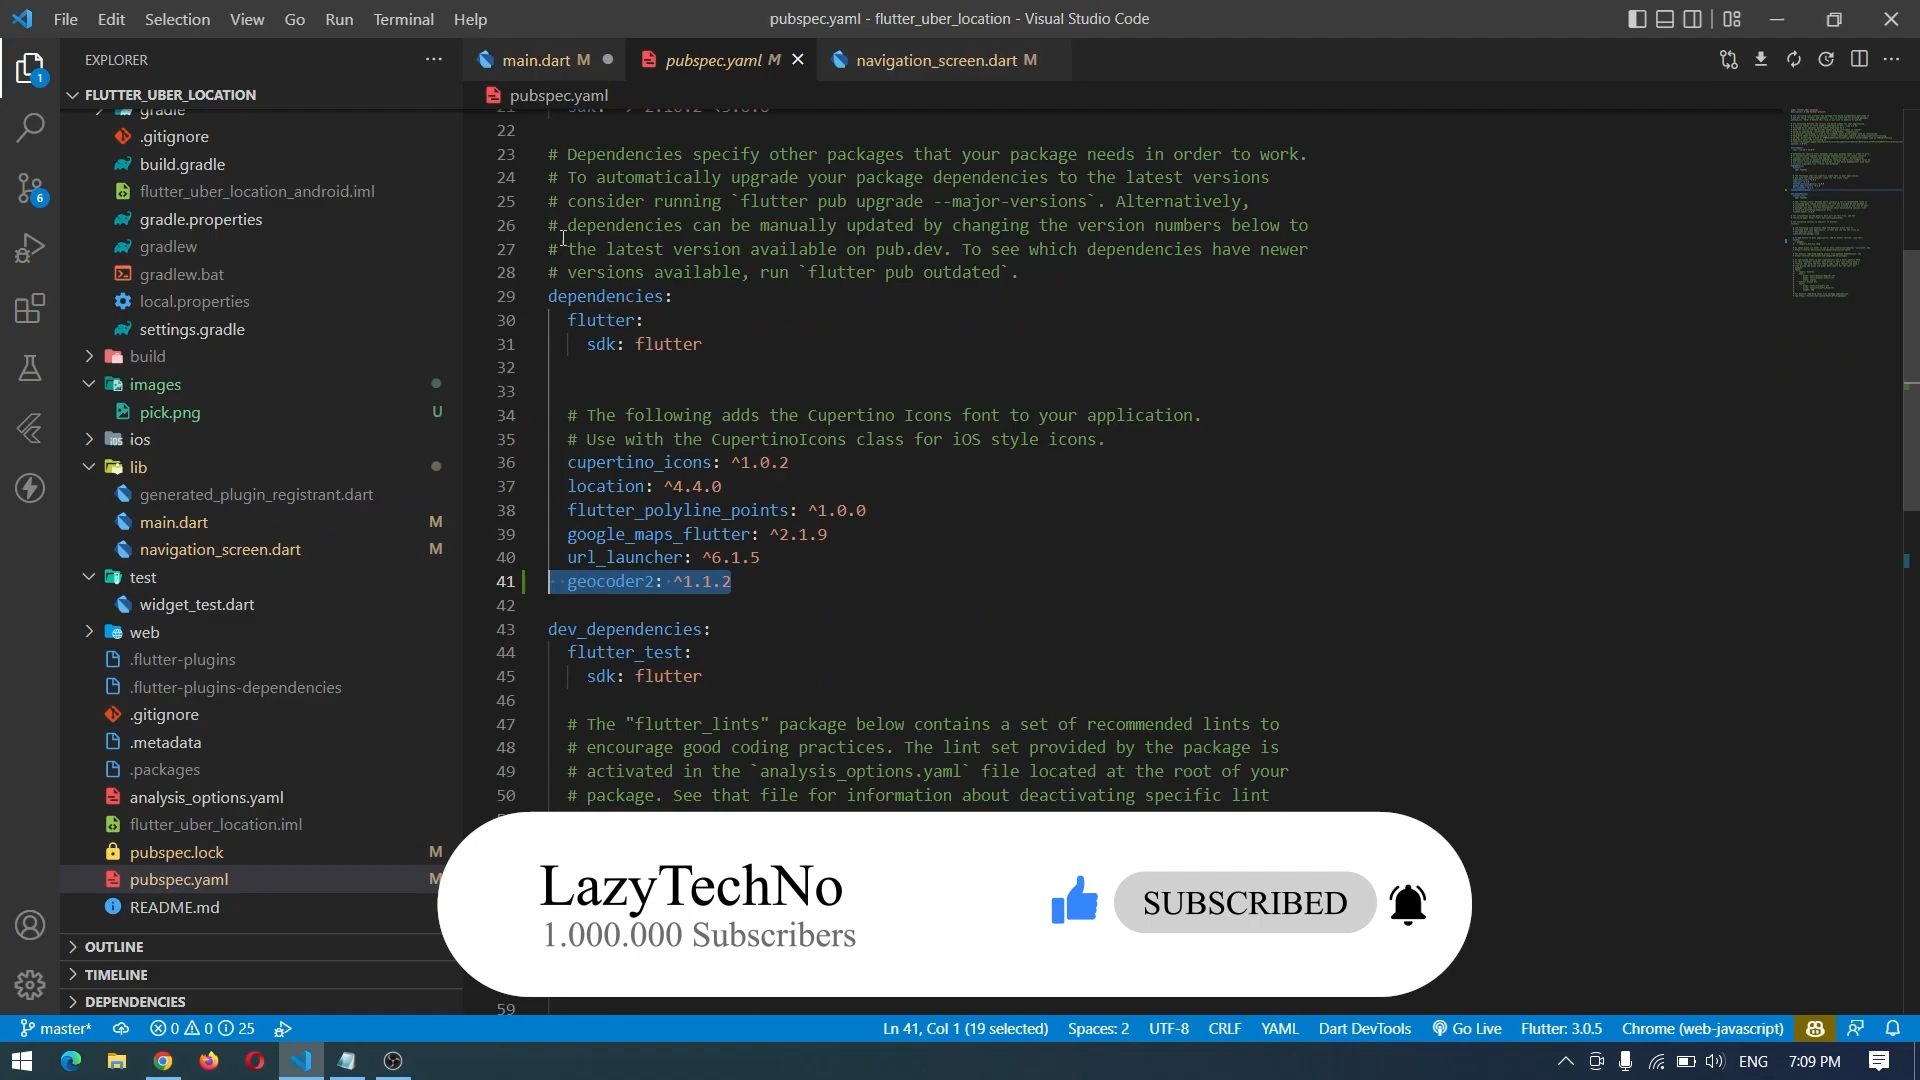 File Edit Selection View Go Run Terminal Help
pubspec.yaml - flutter_uber_location - Visual Studio Code
EXPLORER
main.dart M
pubspec.yaml M
navigation_screen.dart M
FLUTTER_UBER_LOCATION
pubspec.yaml
gradle
.gitignore
build.gradle
flutter_uber_location_android.iml
gradle.properties
gradlew
gradlew.bat
local.properties
settings.gradle
build
images
pick.png U
ios
lib
generated_plugin_registrant.dart
main.dart M
navigation_screen.dart M
test
widget_test.dart
web
.flutter-plugins
.flutter-plugins-dependencies
.gitignore
.metadata
.packages
analysis_options.yaml
flutter_uber_location.iml
pubspec.lock M
pubspec.yaml M
README.md
OUTLINE
TIMELINE
DEPENDENCIES
1
6
22
23 # Dependencies specify other packages that your package needs in order to work.
24 # To automatically upgrade your package dependencies to the latest versions
25 # consider running `flutter pub upgrade --major-versions`. Alternatively,
26 # dependencies can be manually updated by changing the version numbers below to
27 # the latest version available on pub.dev. To see which dependencies have newer
28 # versions available, run `flutter pub outdated`.
29 dependencies:
30 flutter:
31 sdk: flutter
32
33
34 # The following adds the Cupertino Icons font to your application.
35 # Use with the CupertinoIcons class for iOS style icons.
36 cupertino_icons: ^1.0.2
37 location: ^4.4.0
38 flutter_polyline_points: ^1.0.0
39 google_maps_flutter: ^2.1.9
40 url_launcher: ^6.1.5
41 geocoder2: ^1.1.2
42
43 dev_dependencies:
44 flutter_test:
45 sdk: flutter
46
47 # The "flutter_lints" package below contains a set of recommended lints to
48 # encourage good coding practices. The lint set provided by the package is
49 # activated in the `analysis_options.yaml` file located at the root of your
50 # package. See that file for information about deactivating specific lint
59
LazyTechNo
1.000.000 Subscribers
SUBSCRIBED
master* 0 0 25
Ln 41, Col 1 (19 selected) Spaces: 2 UTF-8 CRLF YAML Dart DevTools Go Live Flutter: 3.0.5 Chrome (web-javascript)
ENG 7:09 PM